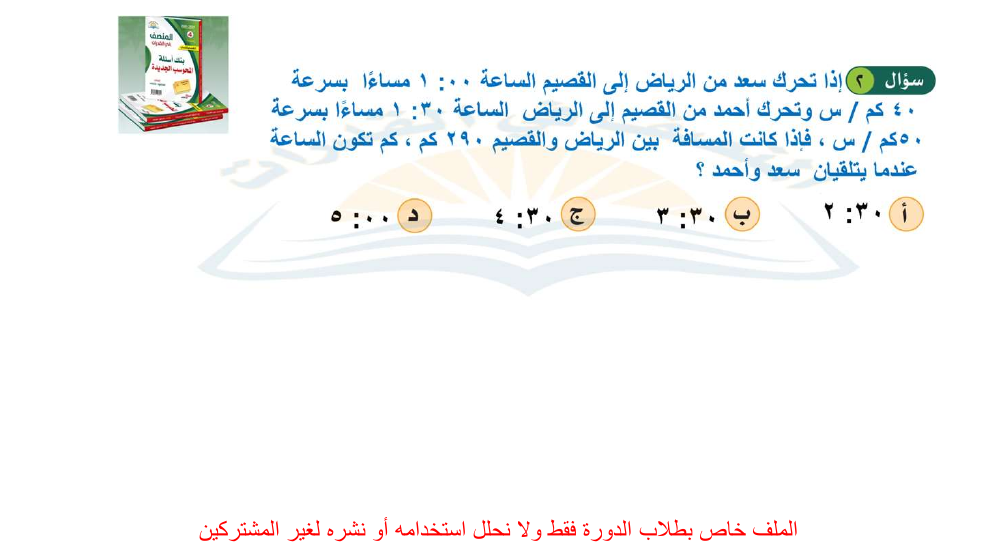 المنصف
في القدرات
بنك أسئلة
المحوسب الجديدة
سؤال ٢ إذا تحرك سعد من الرياض إلى القصيم الساعة ٠٠: ١ مساءًا بسرعة
٤٠ كم / س وتحرك أحمد من القصيم إلى الرياض الساعة ٣٠: ١ مساءًا بسرعة
٥٠كم / س ، فإذا كانت المسافة بين الرياض والقصيم ٢٩٠ كم ، كم تكون الساعة
عندما يتلقيان سعد وأحمد ؟
أ ٣٠: ٢ ب ٣٠: ٣ ج ٣٠: ٤ د ٠٠: ٥
الملف خاص بطلاب الدورة فقط ولا نحلل استخدامه أو نشره لغير المشتركين